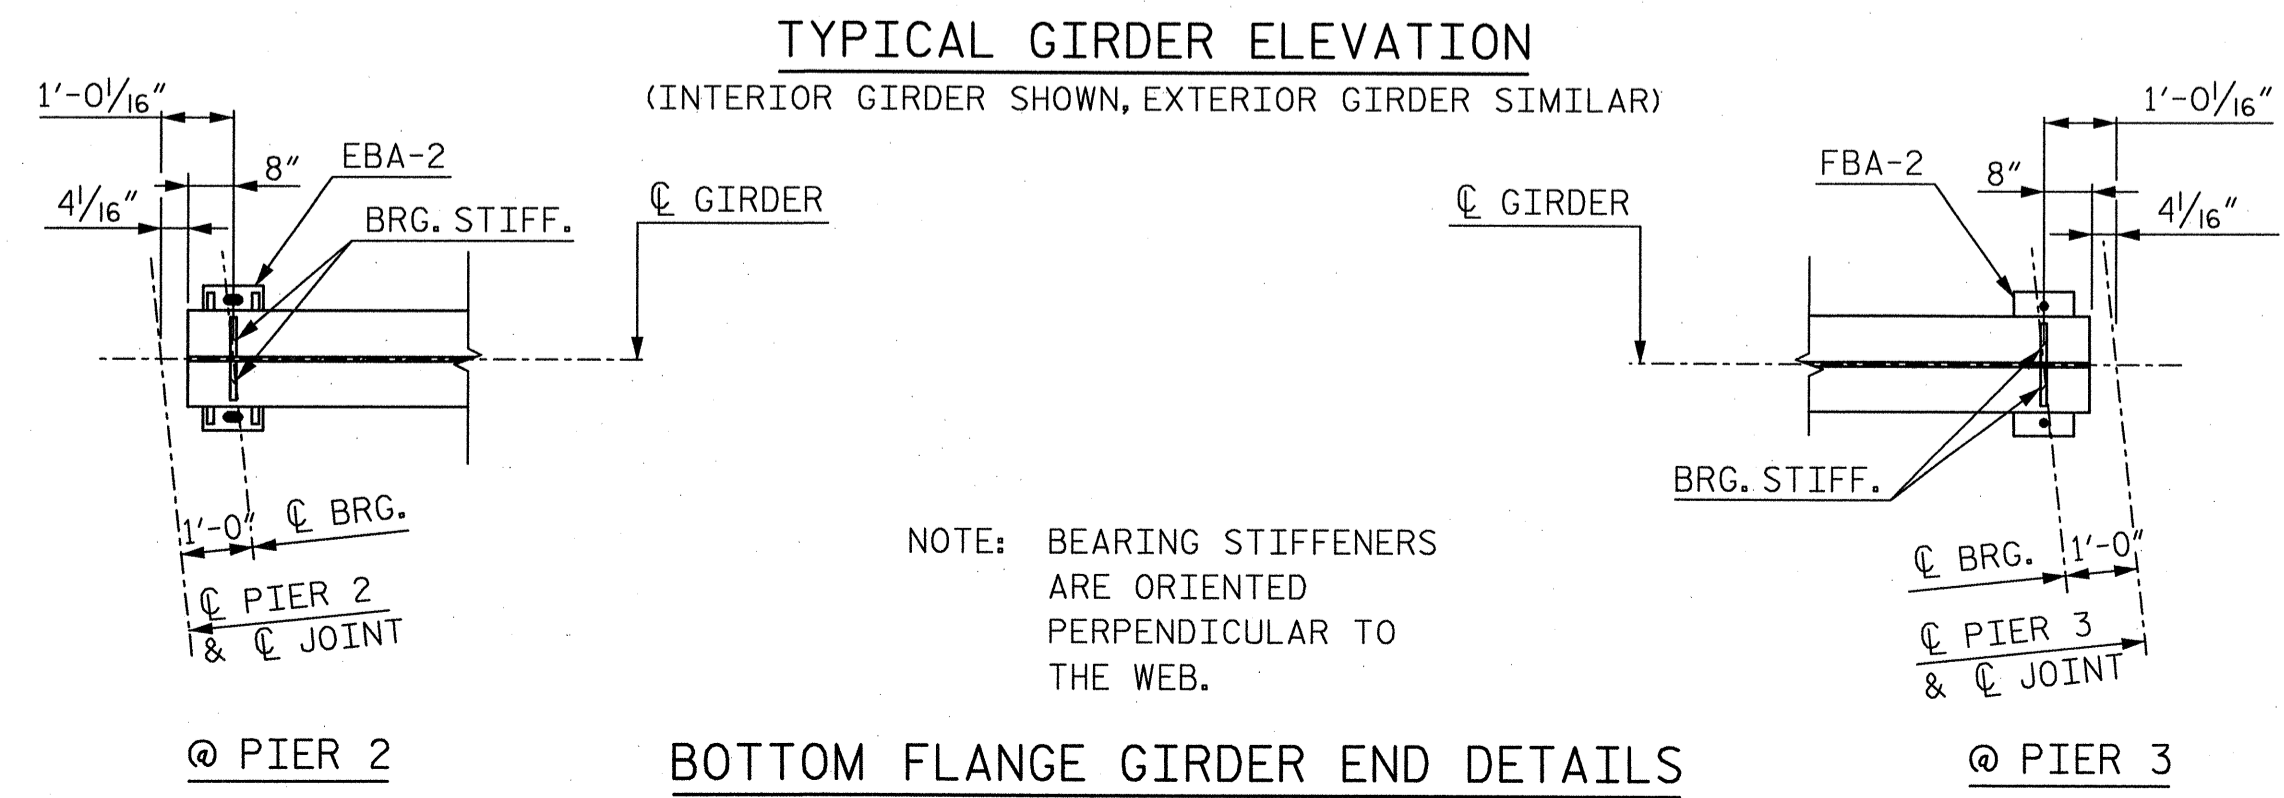 TYPICAL GIRDER ELEVATION
(INTERIOR GIRDER SHOWN, EXTERIOR GIRDER SIMILAR)
1'-0 1/16"
8"
EBA-2
4 1/16"
BRG. STIFF.
℄ GIRDER
1'-0"
℄ BRG.
℄ PIER 2
& ℄ JOINT
@ PIER 2
NOTE: BEARING STIFFENERS
ARE ORIENTED
PERPENDICULAR TO
THE WEB.
BOTTOM FLANGE GIRDER END DETAILS
1'-0 1/16"
FBA-2
8"
℄ GIRDER
4 1/16"
BRG. STIFF.
℄ BRG.
1'-0"
℄ PIER 3
& ℄ JOINT
@ PIER 3